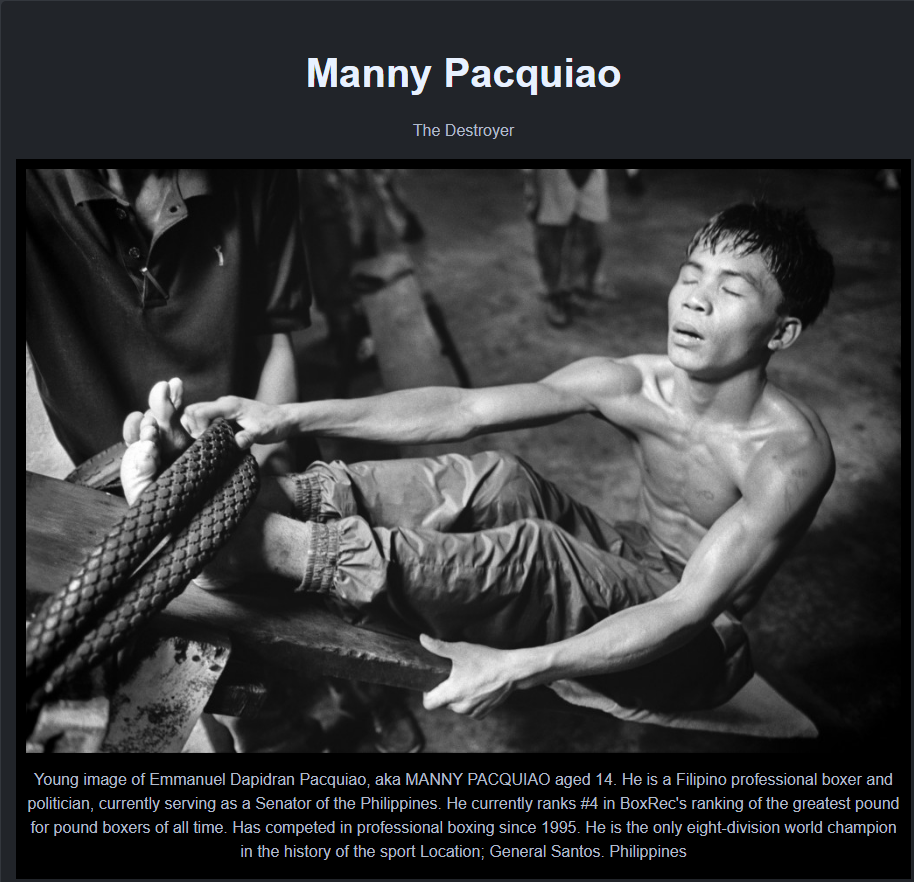 Manny Pacquiao
The Destroyer
Young image of Emmanuel Dapidran Pacquiao, aka MANNY PACQUIAO aged 14. He is a Filipino professional boxer and
politician, currently serving as a Senator of the Philippines. He currently ranks #4 in BoxRec's ranking of the greatest pound
for pound boxers of all time. Has competed in professional boxing since 1995. He is the only eight-division world champion
in the history of the sport Location; General Santos. Philippines